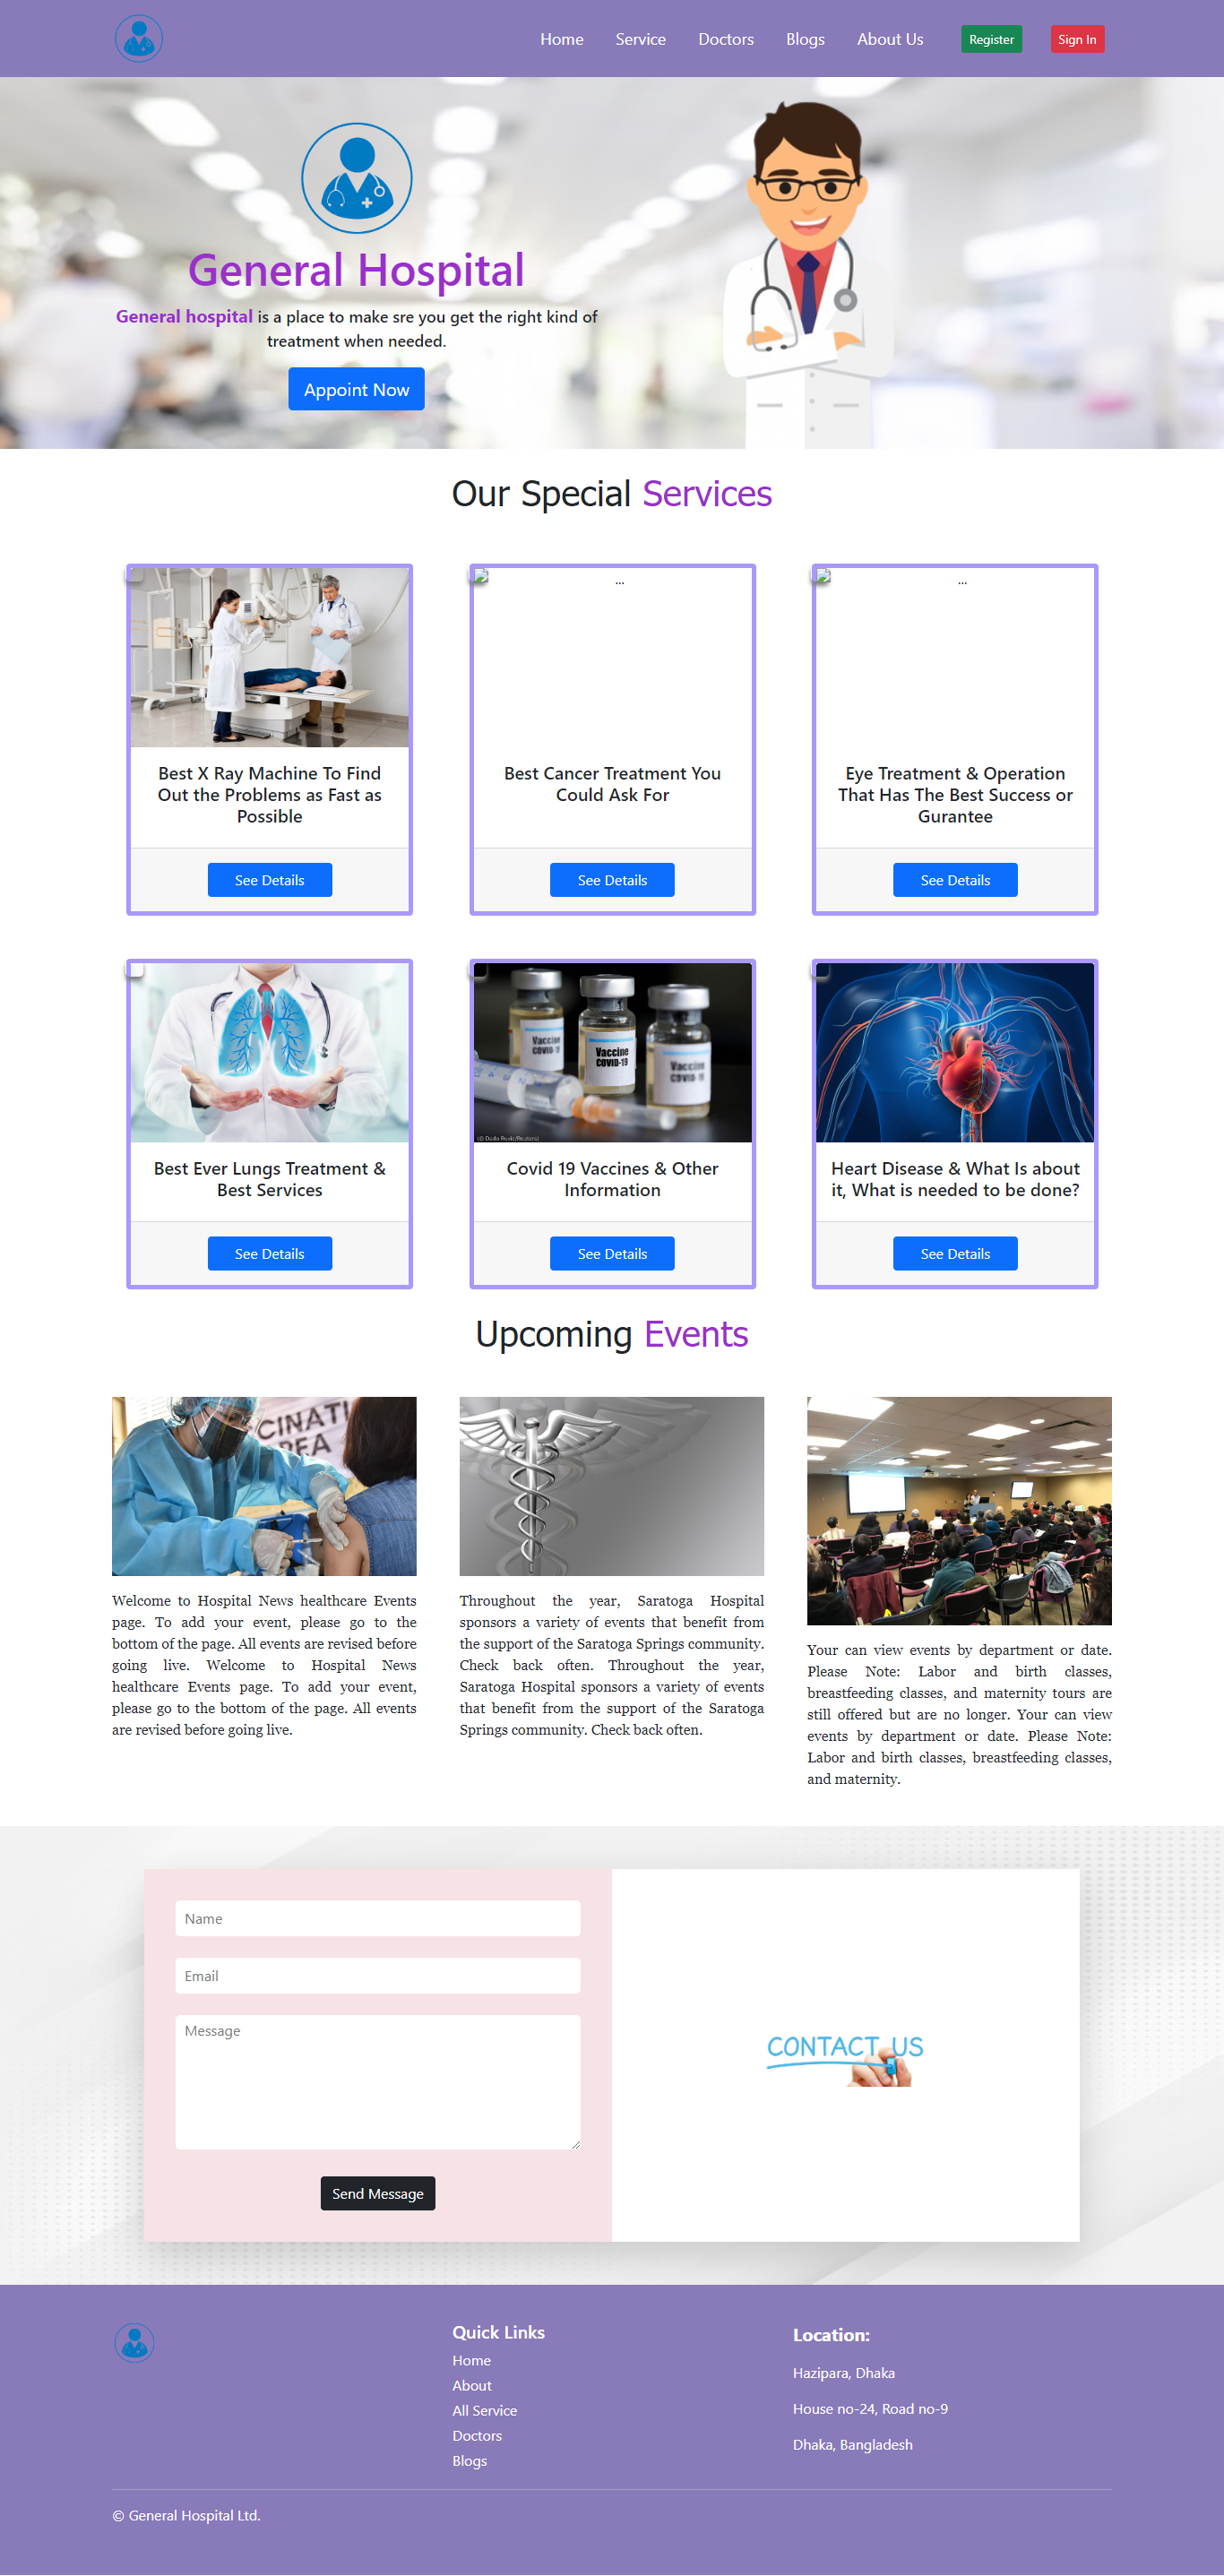 Home Service Doctors Blogs About Us Register Sign In
General Hospital
General hospital is a place to make sre you get the right kind of
treatment when needed.
Appoint Now
Our Special Services
...
...
Best X Ray Machine To Find
Out the Problems as Fast as
Possible
Best Cancer Treatment You
Could Ask For
Eye Treatment & Operation
That Has The Best Success or
Gurantee
See Details
See Details
See Details
Vaccine
COVID-19
Vaccine
COVID-19
Vaccine
COVID-19
Best Ever Lungs Treatment &
Best Services
Covid 19 Vaccines & Other
Information
Heart Disease & What Is about
it, What is needed to be done?
See Details
See Details
See Details
Upcoming Events
Welcome to Hospital News healthcare Events
page. To add your event, please go to the
bottom of the page. All events are revised before
going live. Welcome to Hospital News
healthcare Events page. To add your event,
please go to the bottom of the page. All events
are revised before going live.
Throughout the year, Saratoga Hospital
sponsors a variety of events that benefit from
the support of the Saratoga Springs community.
Check back often. Throughout the year,
Saratoga Hospital sponsors a variety of events
that benefit from the support of the Saratoga
Springs community. Check back often.
Your can view events by department or date.
Please Note: Labor and birth classes,
breastfeeding classes, and maternity tours are
still offered but are no longer. Your can view
events by department or date. Please Note:
Labor and birth classes, breastfeeding classes,
and maternity.
Name
Email
Message
Send Message
CONTACT US
Quick Links
Home
About
All Service
Doctors
Blogs
Location:
Hazipara, Dhaka
House no-24, Road no-9
Dhaka, Bangladesh
© General Hospital Ltd.